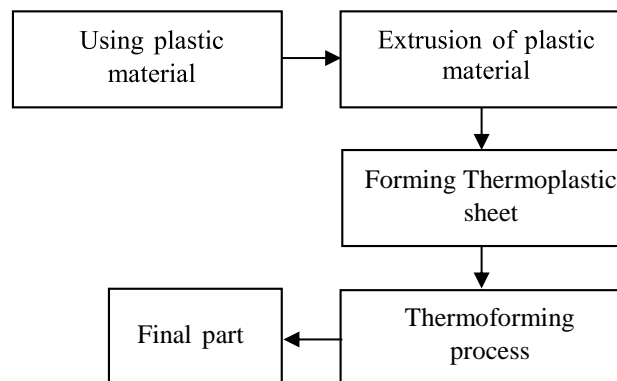 Using plastic
material
Extrusion of plastic
material
Forming Thermoplastic
sheet
Thermoforming
process
Final part